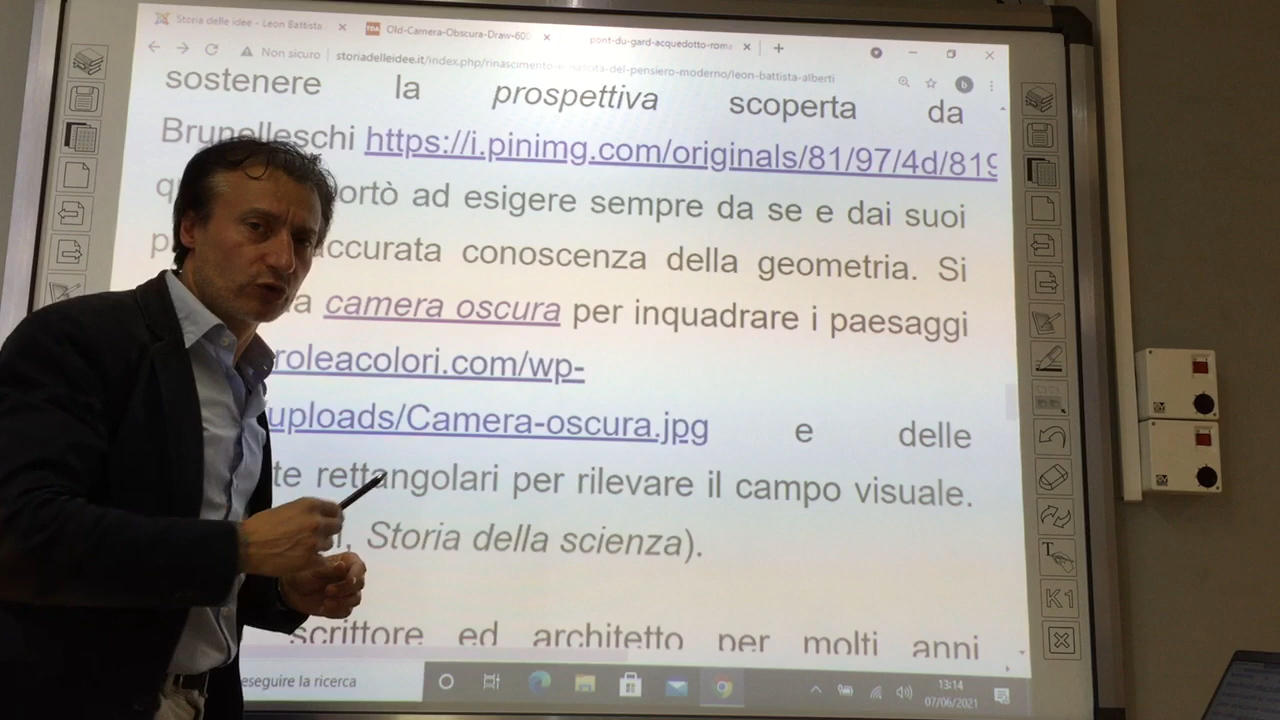 Storia delle idee - Leon Battista
Old-Camera-Obscura-Draw-600
pont-du-gard-acquedotto-roma
Non sicuro
storiadelleidee.it/index.php/rinascimento-e-nascita-del-pensiero-moderno/leon-battista-alberti
sostenere la prospettiva scoperta da
Brunelleschi https://i.pinimg.com/originals/81/97/4d/819
ortò ad esigere sempre da se e dai suoi
accurata conoscenza della geometria. Si
camera oscura per inquadrare i paesaggi
roleacolori.com/wp-
uploads/Camera-oscura.jpg e delle
te rettangolari per rilevare il campo visuale.
Storia della scienza).
scrittore ed architetto per molti anni
eseguire la ricerca
13:14
07/06/2021
K1